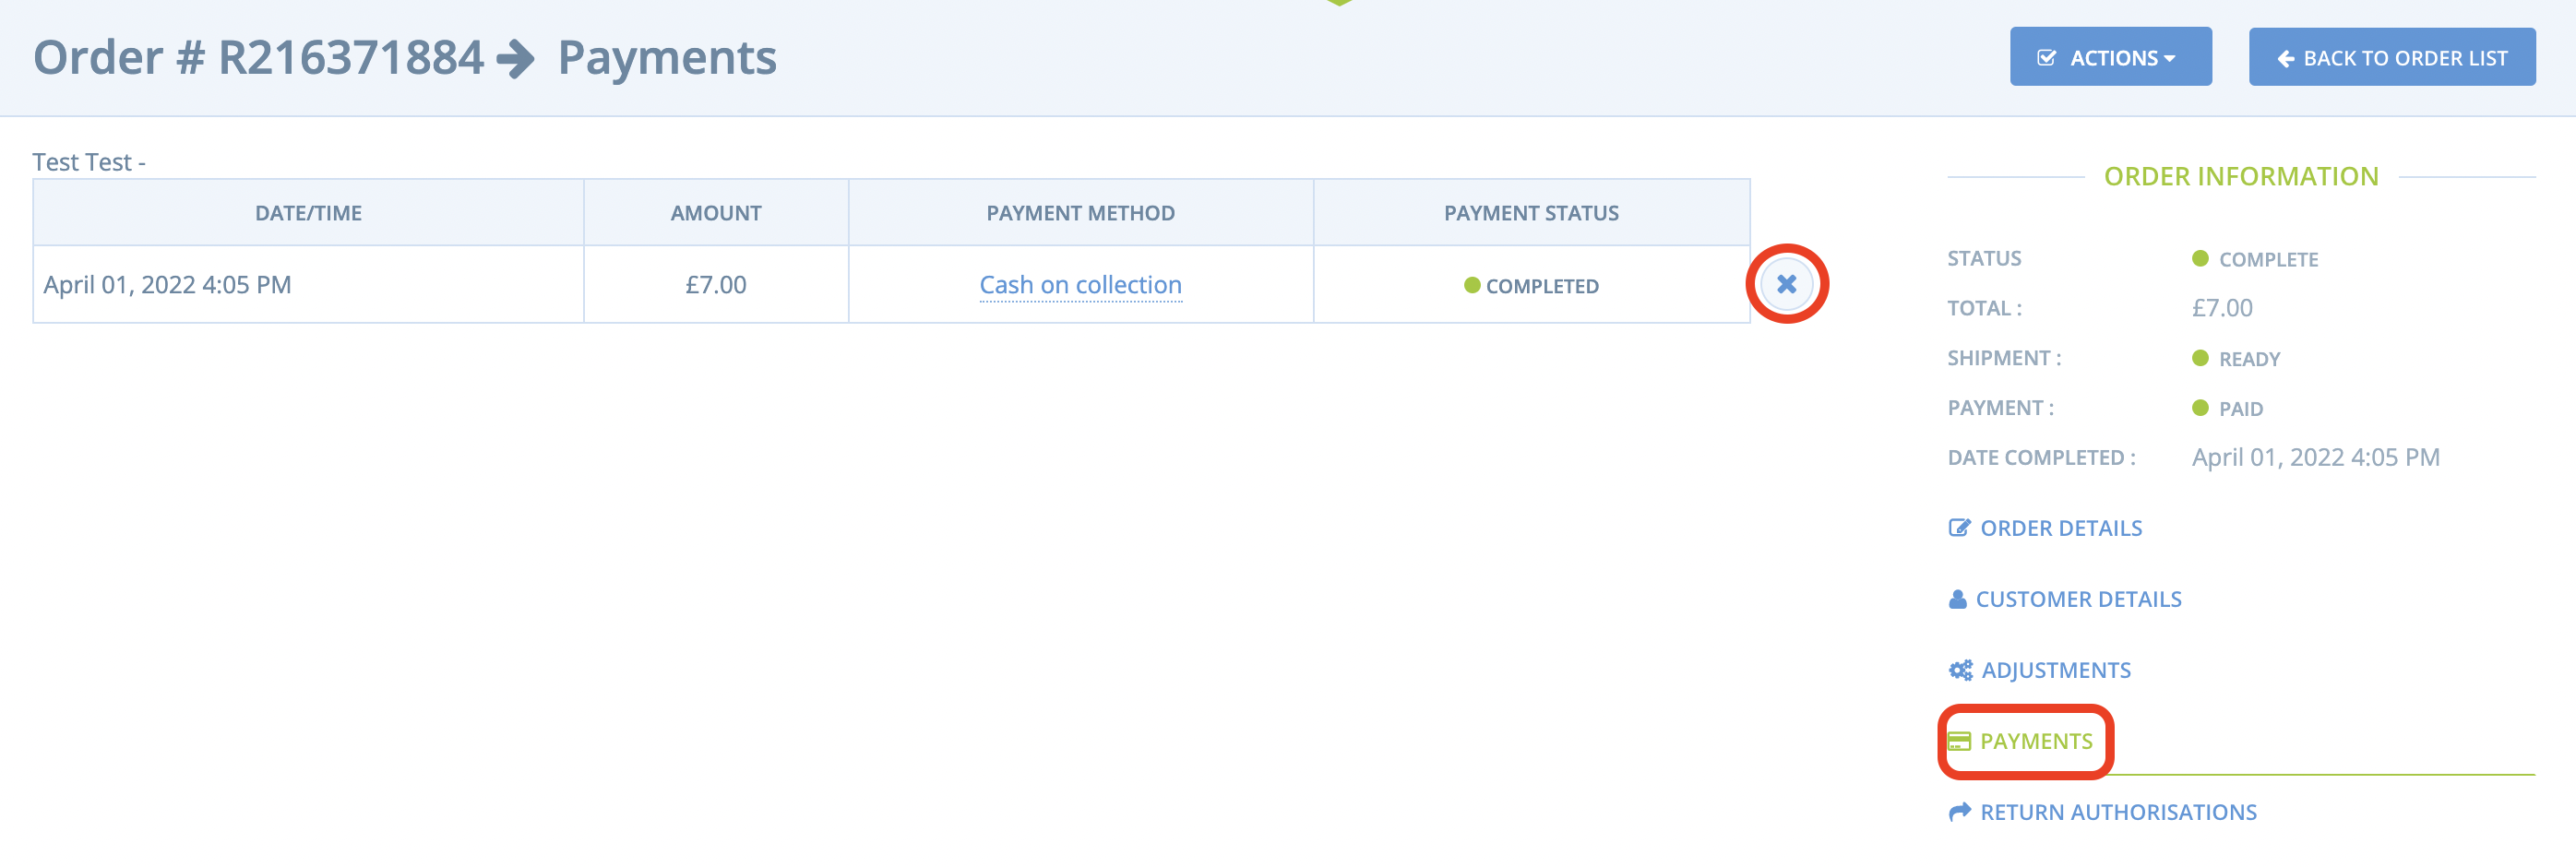 Order # R216371884 Payments
ACTIONS
BACK TO ORDER LIST
Test Test -
DATE/TIME AMOUNT PAYMENT METHOD PAYMENT STATUS
April 01, 2022 4:05 PM £7.00 Cash on collection COMPLETED
ORDER INFORMATION
STATUS COMPLETE
TOTAL : £7.00
SHIPMENT : READY
PAYMENT : PAID
DATE COMPLETED : April 01, 2022 4:05 PM
ORDER DETAILS
CUSTOMER DETAILS
ADJUSTMENTS
PAYMENTS
RETURN AUTHORISATIONS